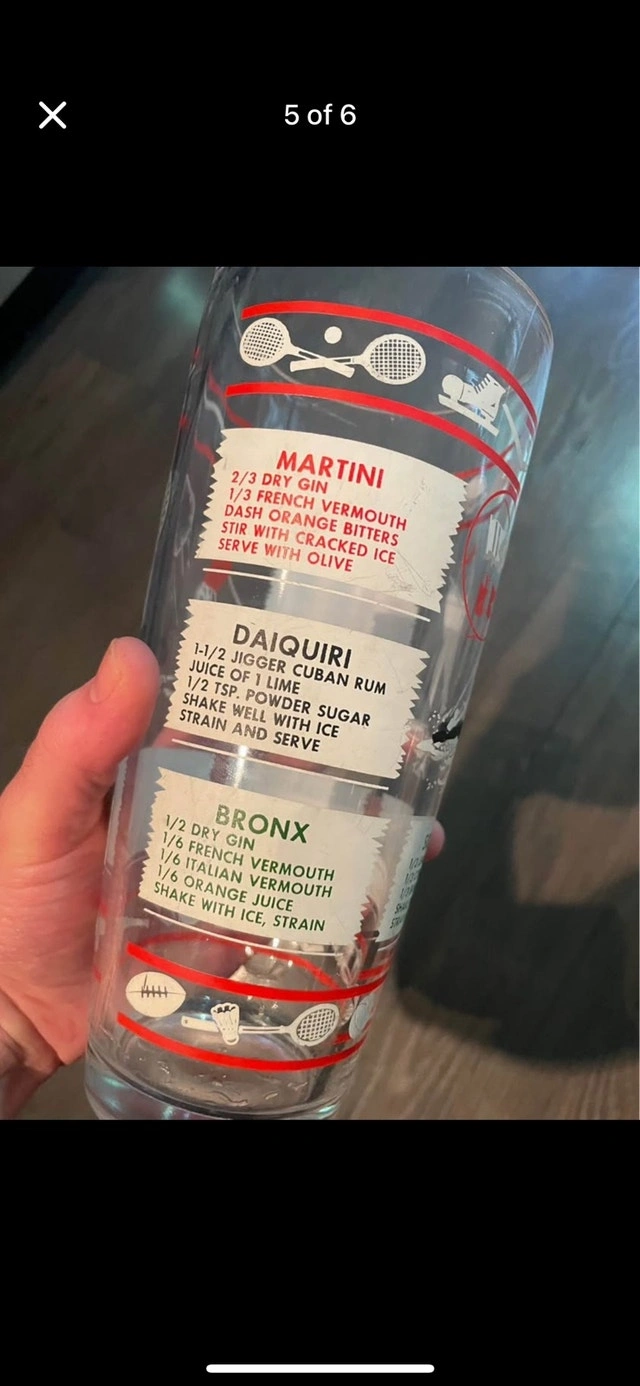 5 of 6
MARTINI
2/3 DRY GIN
1/3 FRENCH VERMOUTH
DASH ORANGE BITTERS
STIR WITH CRACKED ICE
SERVE WITH OLIVE
DAIQUIRI
1-1/2 JIGGER CUBAN RUM
JUICE OF 1 LIME
1/2 TSP. POWDER SUGAR
SHAKE WELL WITH ICE
STRAIN AND SERVE
BRONX
1/2 DRY GIN
1/6 FRENCH VERMOUTH
1/6 ITALIAN VERMOUTH
1/6 ORANGE JUICE
SHAKE WITH ICE, STRAIN